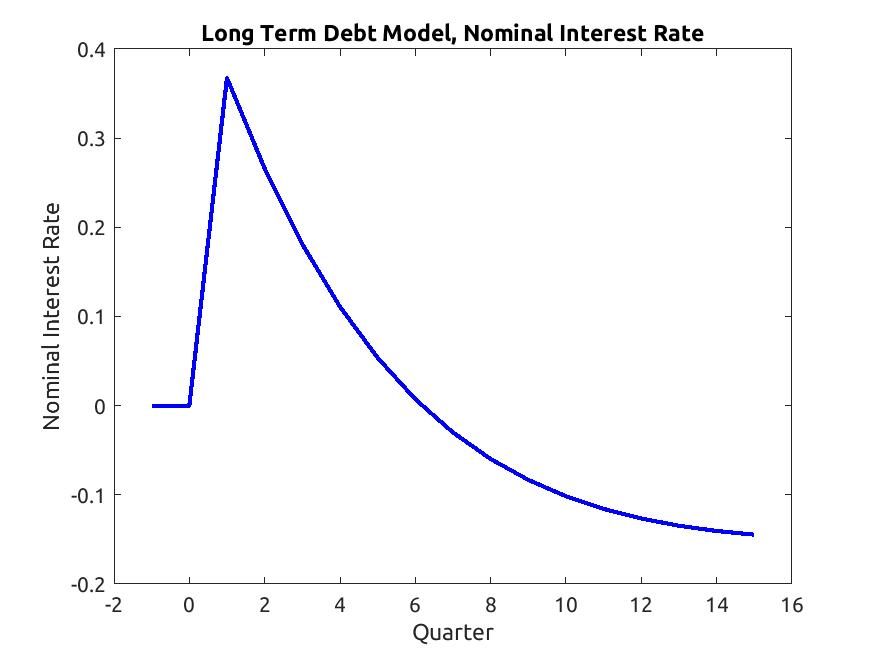 Long Term Debt Model, Nominal Interest Rate
0.4
0.3
0.2
0.1
0
-0.1
-0.2
Nominal Interest Rate
-2 0 2 4 6 8 10 12 14 16
Quarter